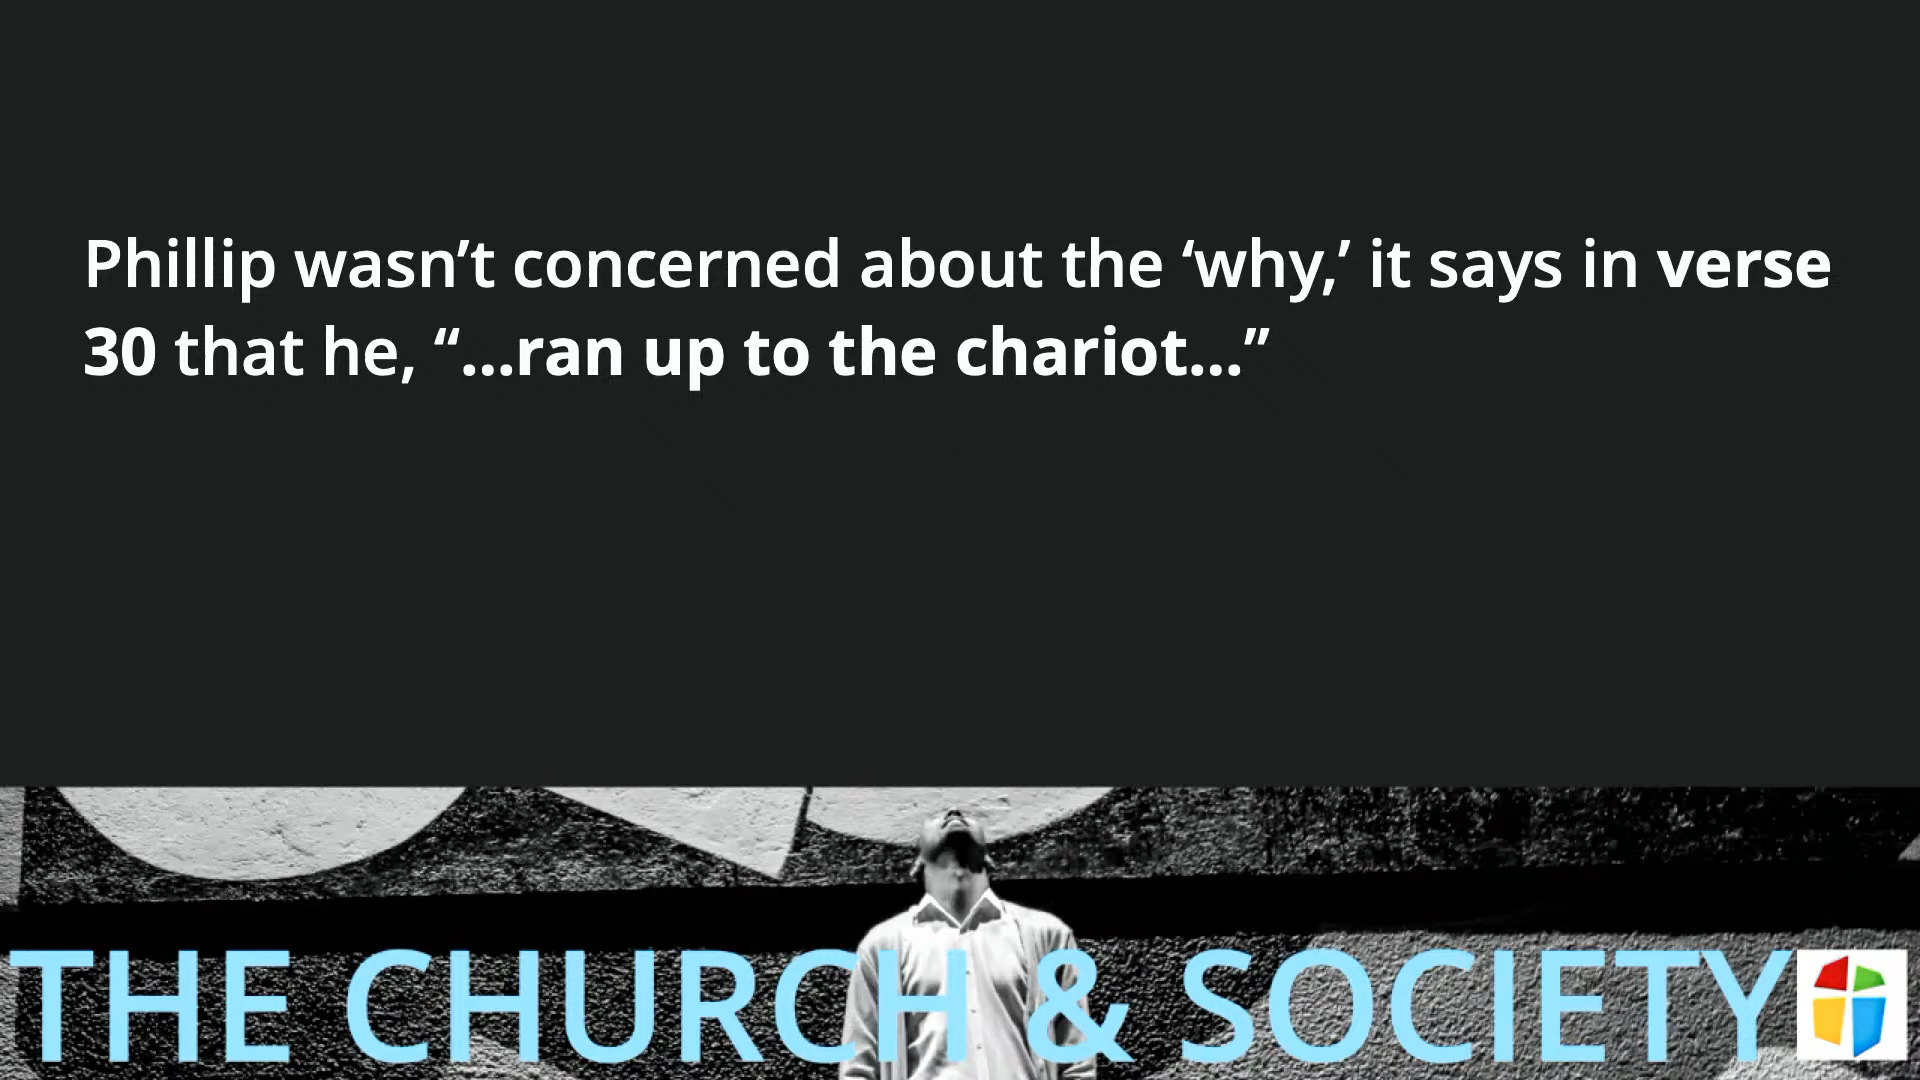 Phillip wasn’t concerned about the ‘why,’ it says in verse
30 that he, “...ran up to the chariot...”
THE CHURCH & SOCIETY